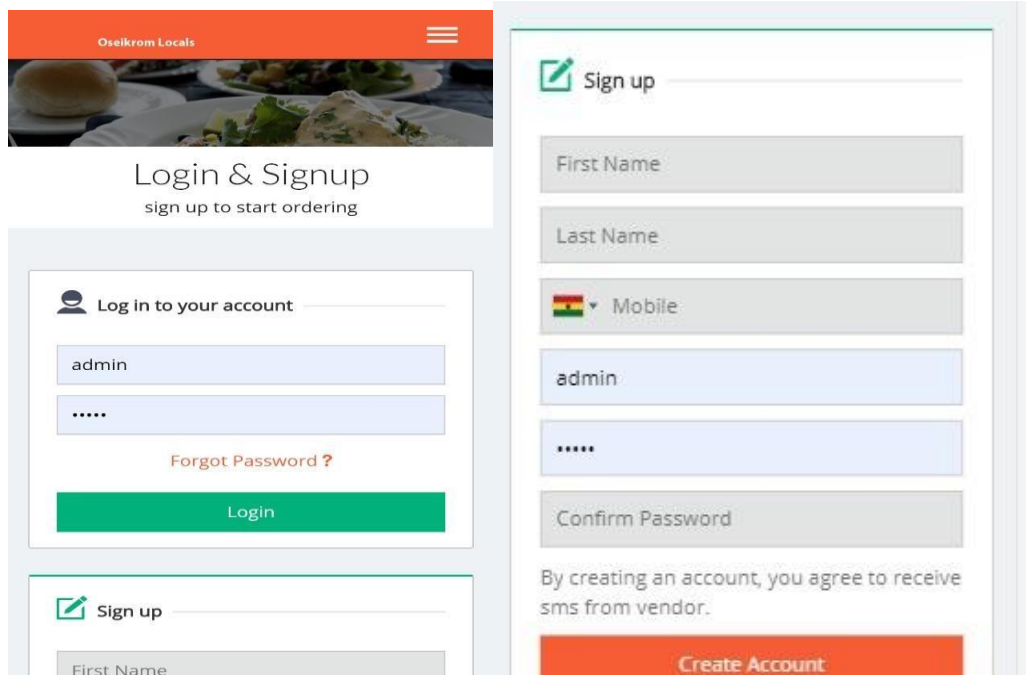 Oseikrom Locals
Login & Signup
sign up to start ordering
Log in to your account
admin
•••••
Forgot Password ?
Login
Sign up
First Name
Sign up
First Name
Last Name
Mobile
admin
•••••
Confirm Password
By creating an account, you agree to receive
sms from vendor.
Create Account